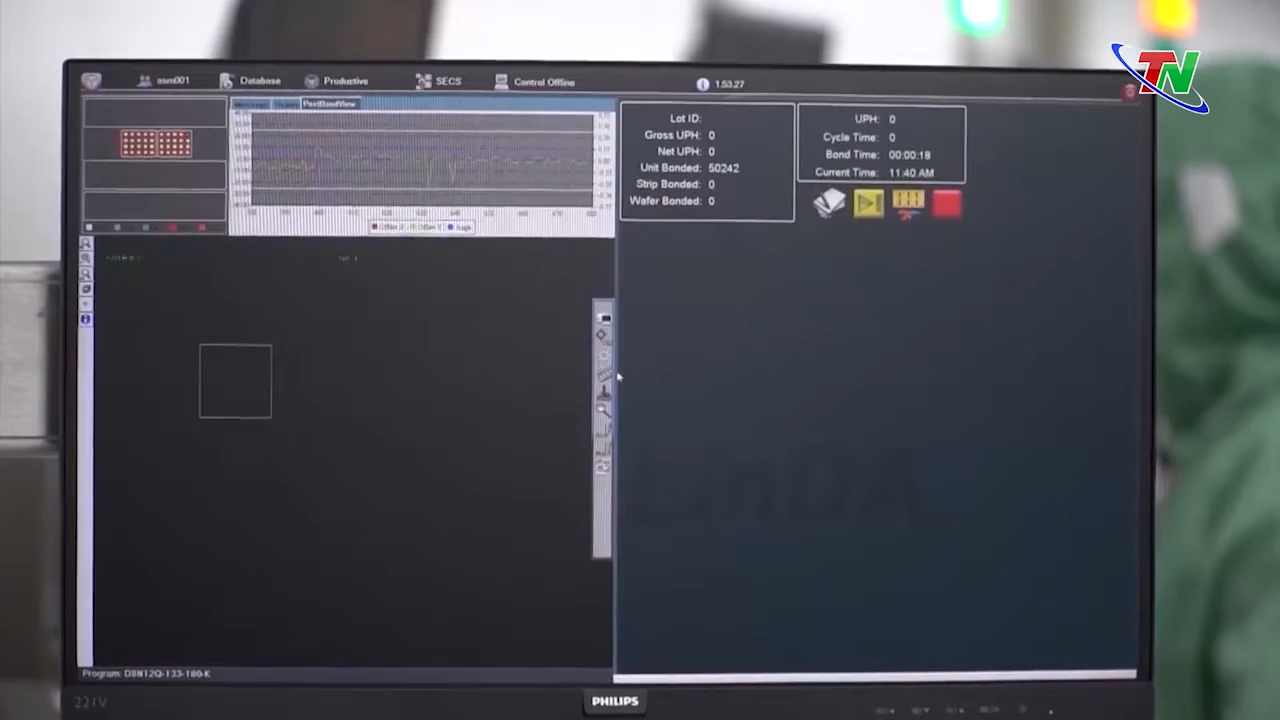 TN
asm001
Database
Productive
SECS
Control Offline
1.53.27
PostBondView
Lot ID:
Gross UPH: 0
Net UPH: 0
Unit Bonded: 50242
Strip Bonded: 0
Wafer Bonded: 0
UPH: 0
Cycle Time: 0
Bond Time: 00:00:18
Current Time: 11:40 AM
Program: D8N12Q-133-180-K
221V
PHILIPS